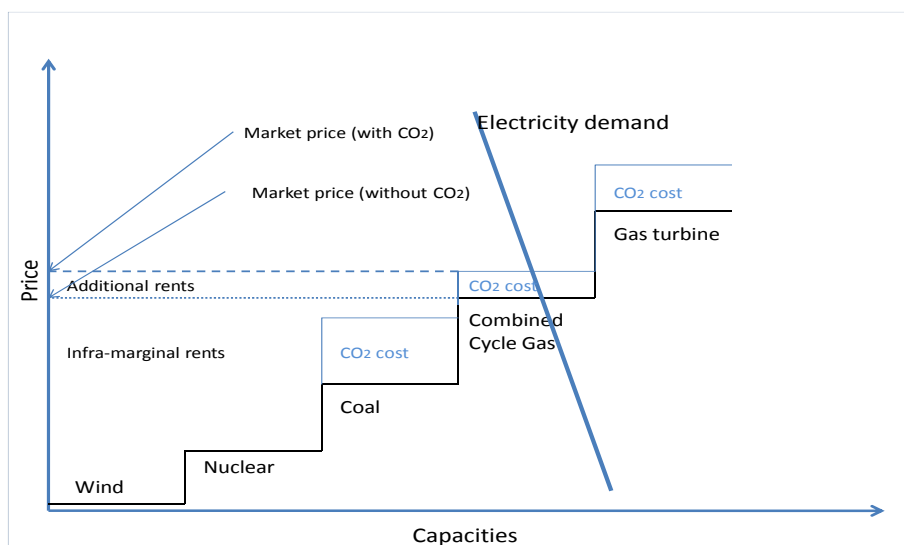 Electricity demand
Market price (with CO2)
Market price (without CO2)
CO2 cost
Gas turbine
Price
Additional rents
CO2 cost
Combined
Cycle Gas
Infra-marginal rents
CO2 cost
Coal
Nuclear
Wind
Capacities